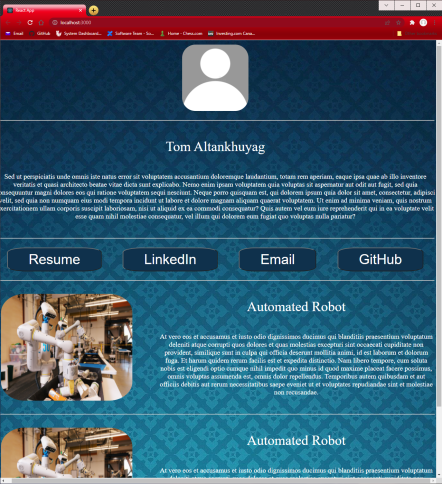 React App
localhost:3000
Email
GitHub
System Dashboard...
Software Team - Sc...
Home - Chess.com
Investing.com Cana...
Tom Altankhuyag
Sed ut perspiciatis unde omnis iste natus error sit voluptatem accusantium doloremque laudantium, totam rem aperiam, eaque ipsa quae ab illo inventore
veritatis et quasi architecto beatae vitae dicta sunt explicabo. Nemo enim ipsam voluptatem quia voluptas sit aspernatur aut odit aut fugit, sed quia
consequuntur magni dolores eos qui ratione voluptatem sequi nesciunt. Neque porro quisquam est, qui dolorem ipsum quia dolor sit amet, consectetur, adipisci
velit, sed quia non numquam eius modi tempora incidunt ut labore et dolore magnam aliquam quaerat voluptatem. Ut enim ad minima veniam, quis nostrum
exercitationem ullam corporis suscipit laboriosam, nisi ut aliquid ex ea commodi consequatur? Quis autem vel eum iure reprehenderit qui in ea voluptate velit
esse quam nihil molestiae consequatur, vel illum qui dolorem eum fugiat quo voluptas nulla pariatur?
Resume
LinkedIn
Email
GitHub
Automated Robot
At vero eos et accusamus et iusto odio dignissimos ducimus qui blanditiis praesentium voluptatum
deleniti atque corrupti quos dolores et quas molestias excepturi sint occaecati cupiditate non
provident, similique sunt in culpa qui officia deserunt mollitia animi, id est laborum et dolorum
fuga. Et harum quidem rerum facilis est et expedita distinctio. Nam libero tempore, cum soluta
nobis est eligendi optio cumque nihil impedit quo minus id quod maxime placeat facere possimus,
omnis voluptas assumenda est, omnis dolor repellendus. Temporibus autem quibusdam et aut
officiis debitis aut rerum necessitatibus saepe eveniet ut et voluptates repudiandae sint et molestiae
non recusandae.
Automated Robot
At vero eos et accusamus et iusto odio dignissimos ducimus qui blanditiis praesentium voluptatum